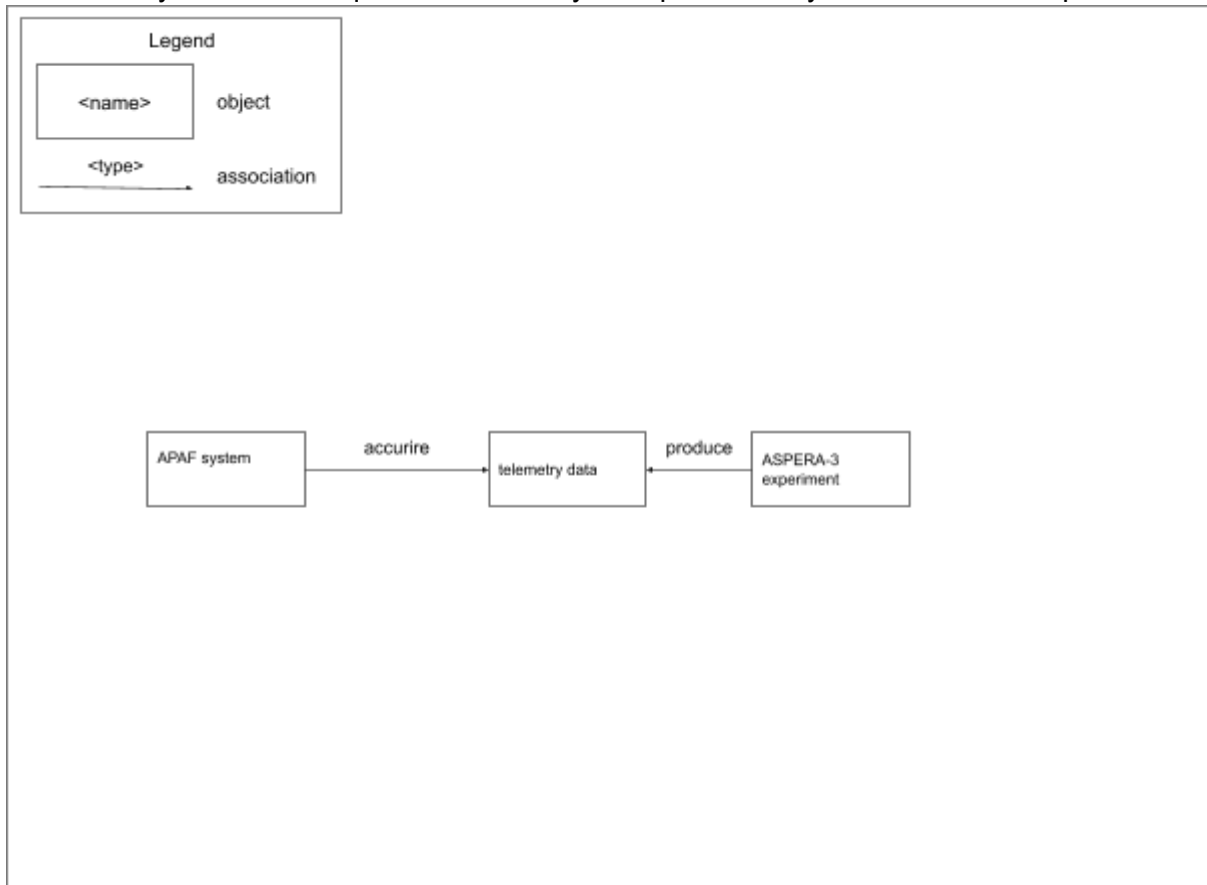 Legend
<name>
object
<type>
association
APAF system
accurire
telemetry data
produce
ASPERA-3
experiment